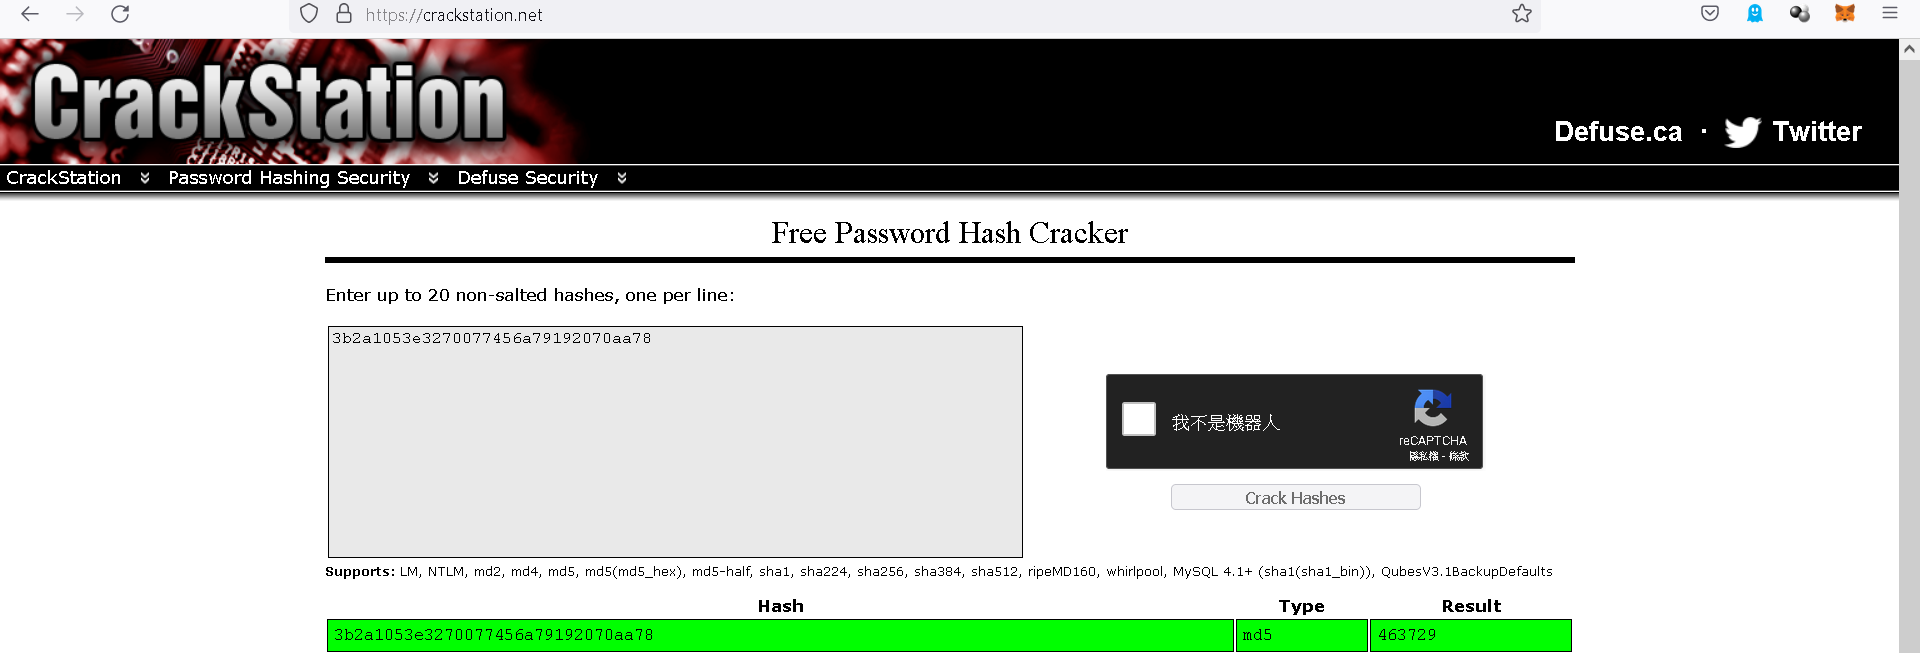 https://crackstation.net
CrackStation
Defuse.ca · Twitter
CrackStation Password Hashing Security Defuse Security
Free Password Hash Cracker
Enter up to 20 non-salted hashes, one per line:
3b2a1053e3270077456a79192070aa78
我不是機器人
reCAPTCHA
隱私權 - 條款
Crack Hashes
Supports: LM, NTLM, md2, md4, md5, md5(md5_hex), md5-half, sha1, sha224, sha256, sha384, sha512, ripeMD160, whirlpool, MySQL 4.1+ (sha1(sha1_bin)), QubesV3.1BackupDefaults
Hash Type Result
3b2a1053e3270077456a79192070aa78 md5 463729